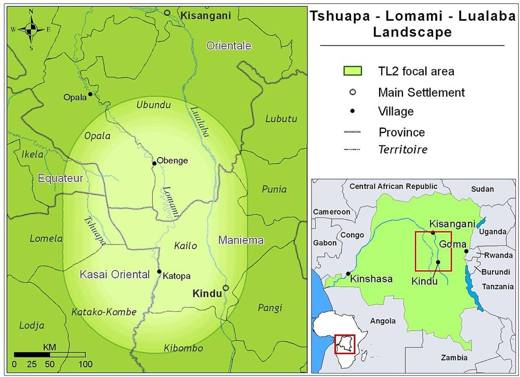 Tshuapa - Lomami - Lualaba
Landscape
TL2 focal area
Main Settlement
Village
Province
Territoire
N
W E
S
Kisangani
Orientale
Opala
Ubundu
Lualaba
Lubutu
Opala
Ikela
Obenge
Equateur
Lomami
Punia
Tshuapa
Lomela
Kailo
Maniema
Kasai Oriental
Katopa
Kindu
Katako-Kombe
Pangi
Lodja
Kibombo
KM
0 25 50 100
Central African Republic
Sudan
Cameroon
Kisangani
Uganda
Congo
Gabon
Goma
Rwanda
Burundi
Kinshasa
Kindu
Tanzania
Angola
Zambia